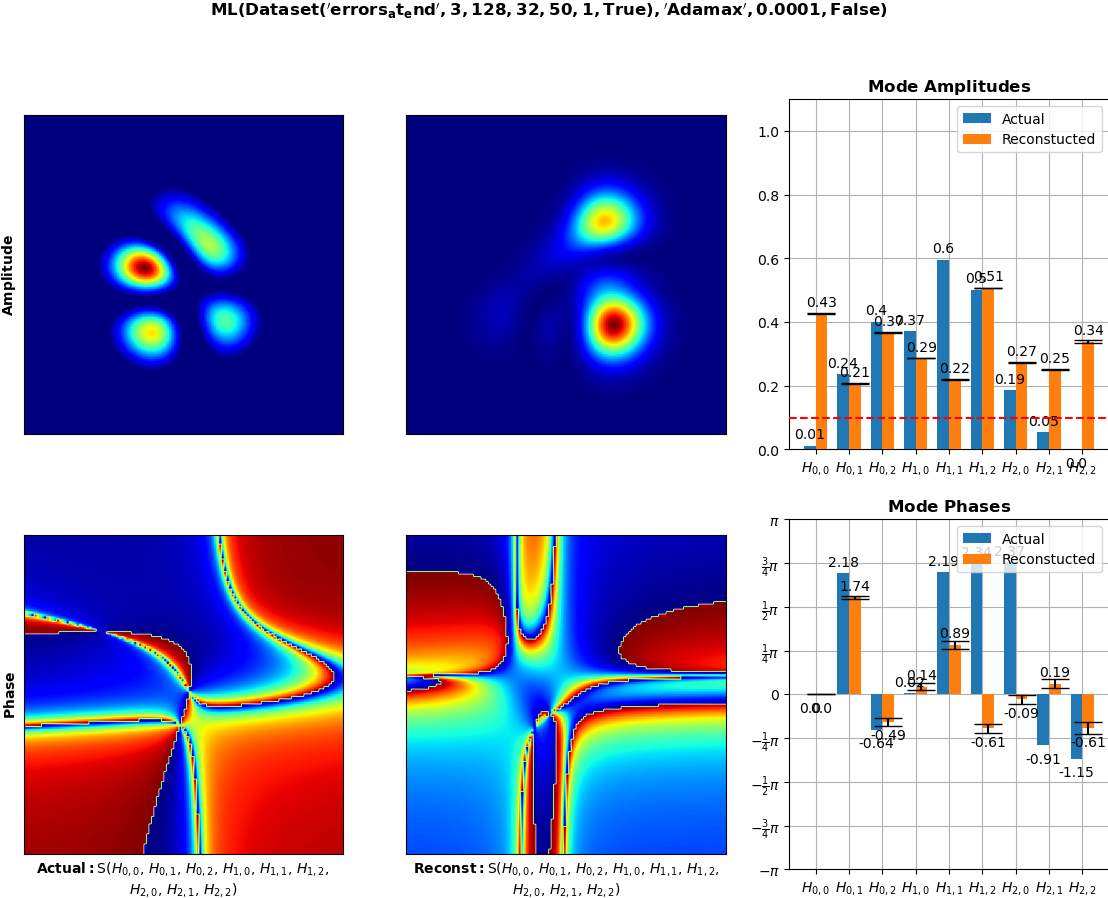 ML(Dataset('errors_at_end', 3, 128, 32, 50, 1, True), 'Adamax', 0.0001, False)
Amplitude
Mode Amplitudes
Actual
Reconstucted
1.0
0.8
0.6
0.4
0.2
0.0
0.01
0.43
0.24
0.21
0.4
0.37
0.37
0.29
0.6
0.22
0.5
0.51
0.19
0.27
0.05
0.25
0.0
0.34
H0,0 H0,1 H0,2 H1,0 H1,1 H1,2 H2,0 H2,1 H2,2
Phase
Mode Phases
Actual
Reconstucted
π
3/4π
1/2π
1/4π
0
−1/4π
−1/2π
−3/4π
−π
0.0
0.0
2.18
1.74
-0.64
-0.49
0.02
0.14
2.19
0.89
2.34
-0.61
2.37
-0.09
-0.91
0.19
-1.15
-0.61
H0,0 H0,1 H0,2 H1,0 H1,1 H1,2 H2,0 H2,1 H2,2
Actual: S(H0,0, H0,1, H0,2, H1,0, H1,1, H1,2,
H2,0, H2,1, H2,2)
Reconst: S(H0,0, H0,1, H0,2, H1,0, H1,1, H1,2,
H2,0, H2,1, H2,2)